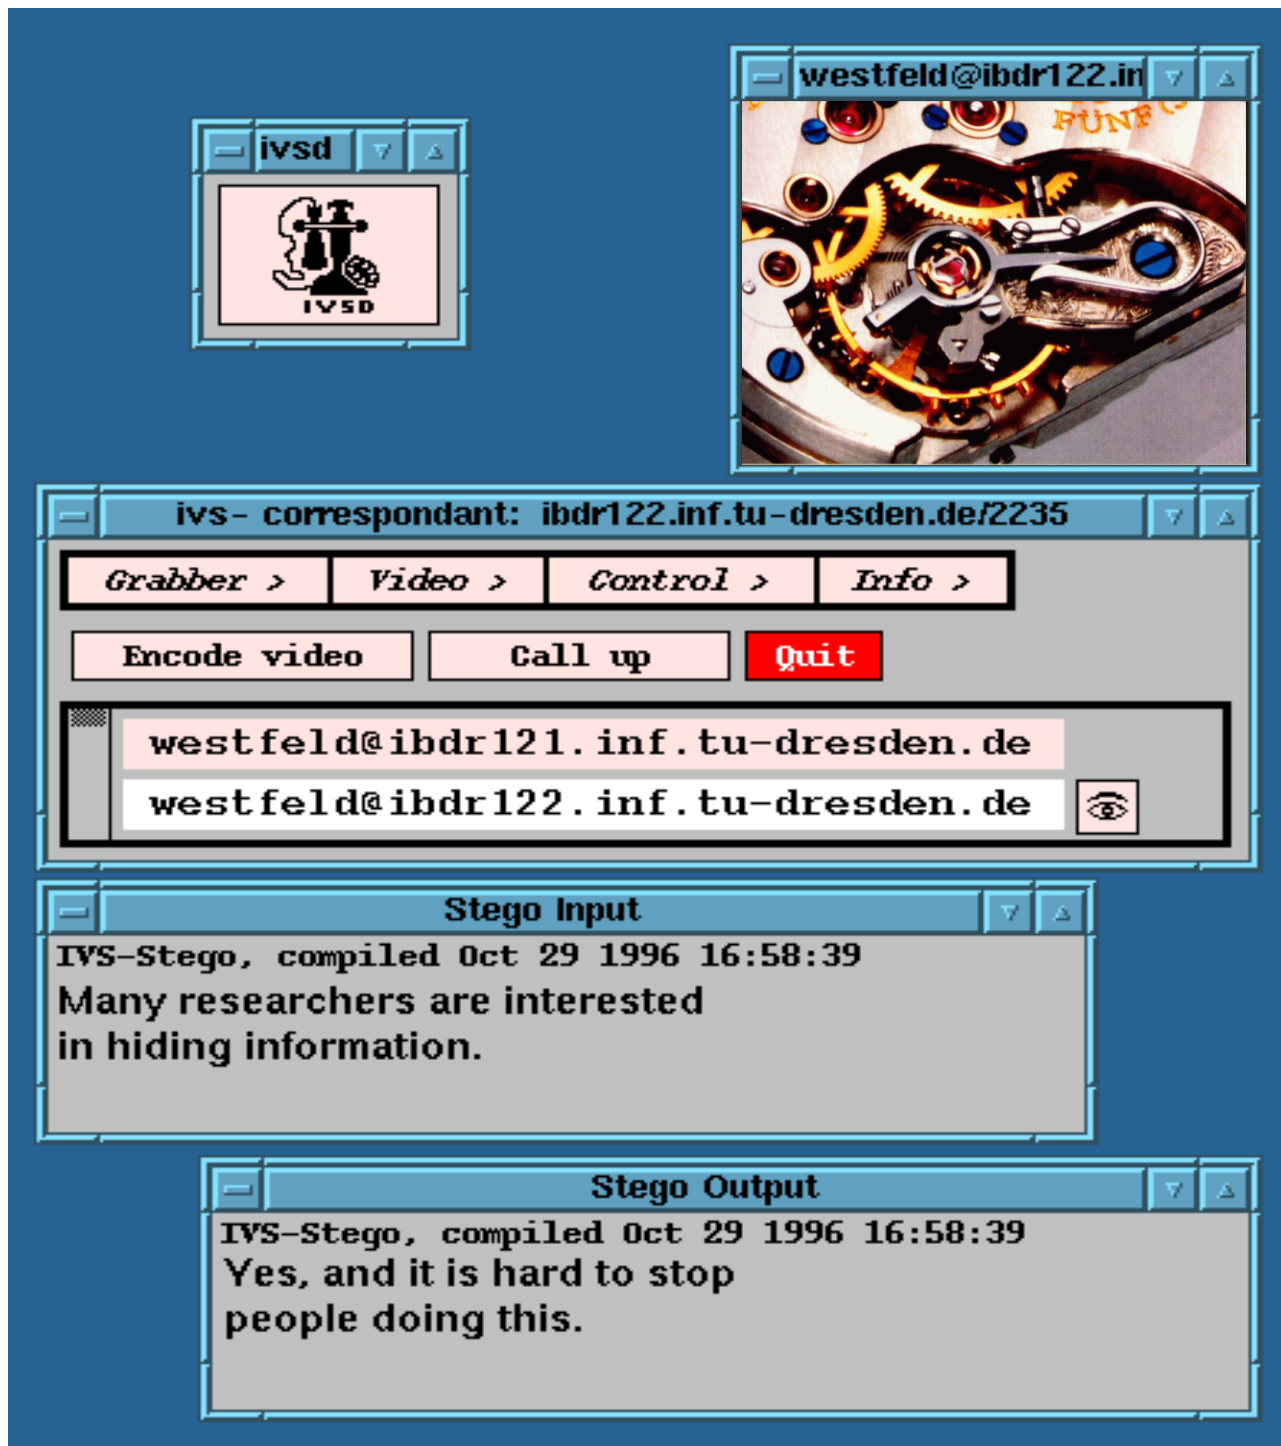 westfeld@ibdr122.in
FÜNF
ivsd
IVSD
ivs- correspondant: ibdr122.inf.tu-dresden.de/2235
Grabber > Video > Control > Info >
Encode video Call up Quit
westfeld@ibdr121.inf.tu-dresden.de
westfeld@ibdr122.inf.tu-dresden.de
Stego Input
IVS-Stego, compiled Oct 29 1996 16:58:39
Many researchers are interested
in hiding information.
Stego Output
IVS-Stego, compiled Oct 29 1996 16:58:39
Yes, and it is hard to stop
people doing this.